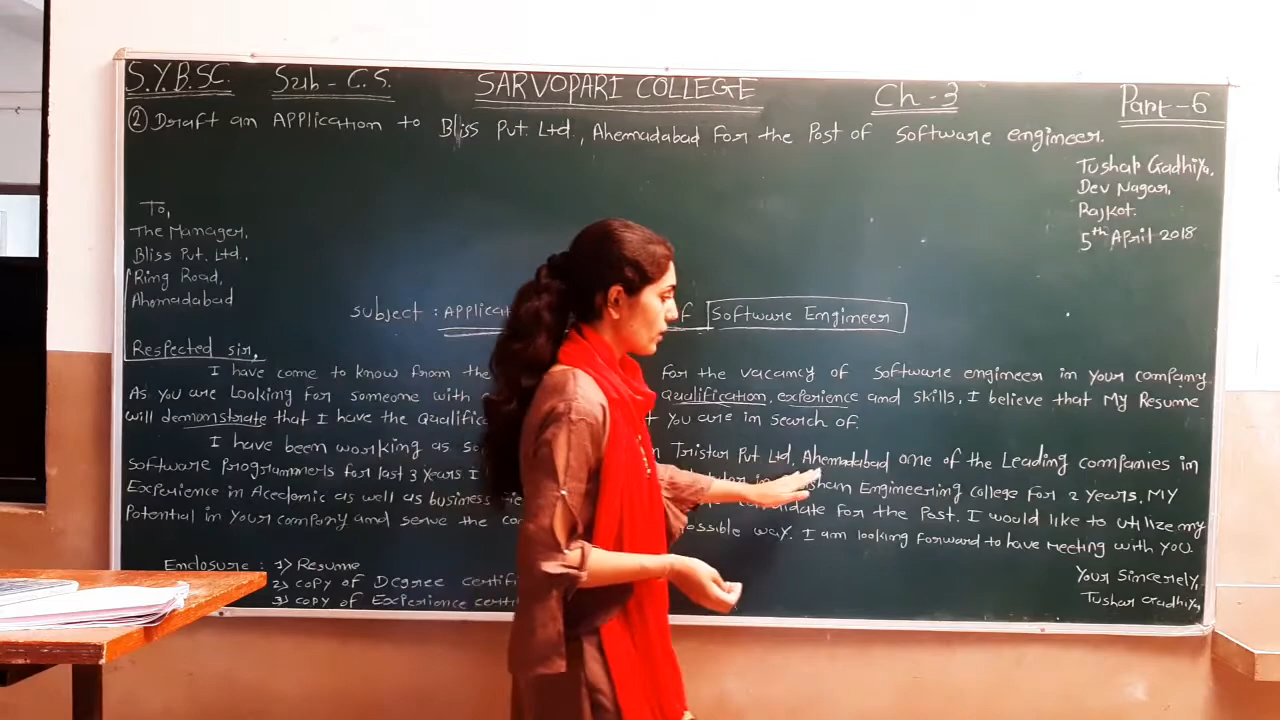 S.Y.B.SC. Sub - C.S. SARVOPARI COLLEGE Ch-3 Part-6
② Draft an Application to Bliss Pvt. Ltd., Ahemadabad For the Post of Software engineer.
Tushar Gadhiya,
Dev Nagar,
Rajkot.
5th April 2018
To,
The Manager,
Bliss Pvt. Ltd.,
Ring Road,
Ahemadabad
subject : of Software Engineer
Respected sir,
I have come to know from the for the vacancy of Software engineer in your company
As you are Looking For someone with Qualification, experience and skills, I believe that My Resume
will demonstrate that I have the you are in search of.
I have been working as Tristar Pvt Ltd, Ahemadabad one of the Leading companies in
Software Programmers for last 3 Years I Engineering College for 2 Years. My
Experience in Acedemic as well as business for the Post. I would like to utilize my
Potential in Your company and serve the way. I am looking forward to have meeting with you.
Enclosure : 1) Resume
2) copy of Degree
3) copy of Experience
Your Sincerely,
Tushar Gadhiya